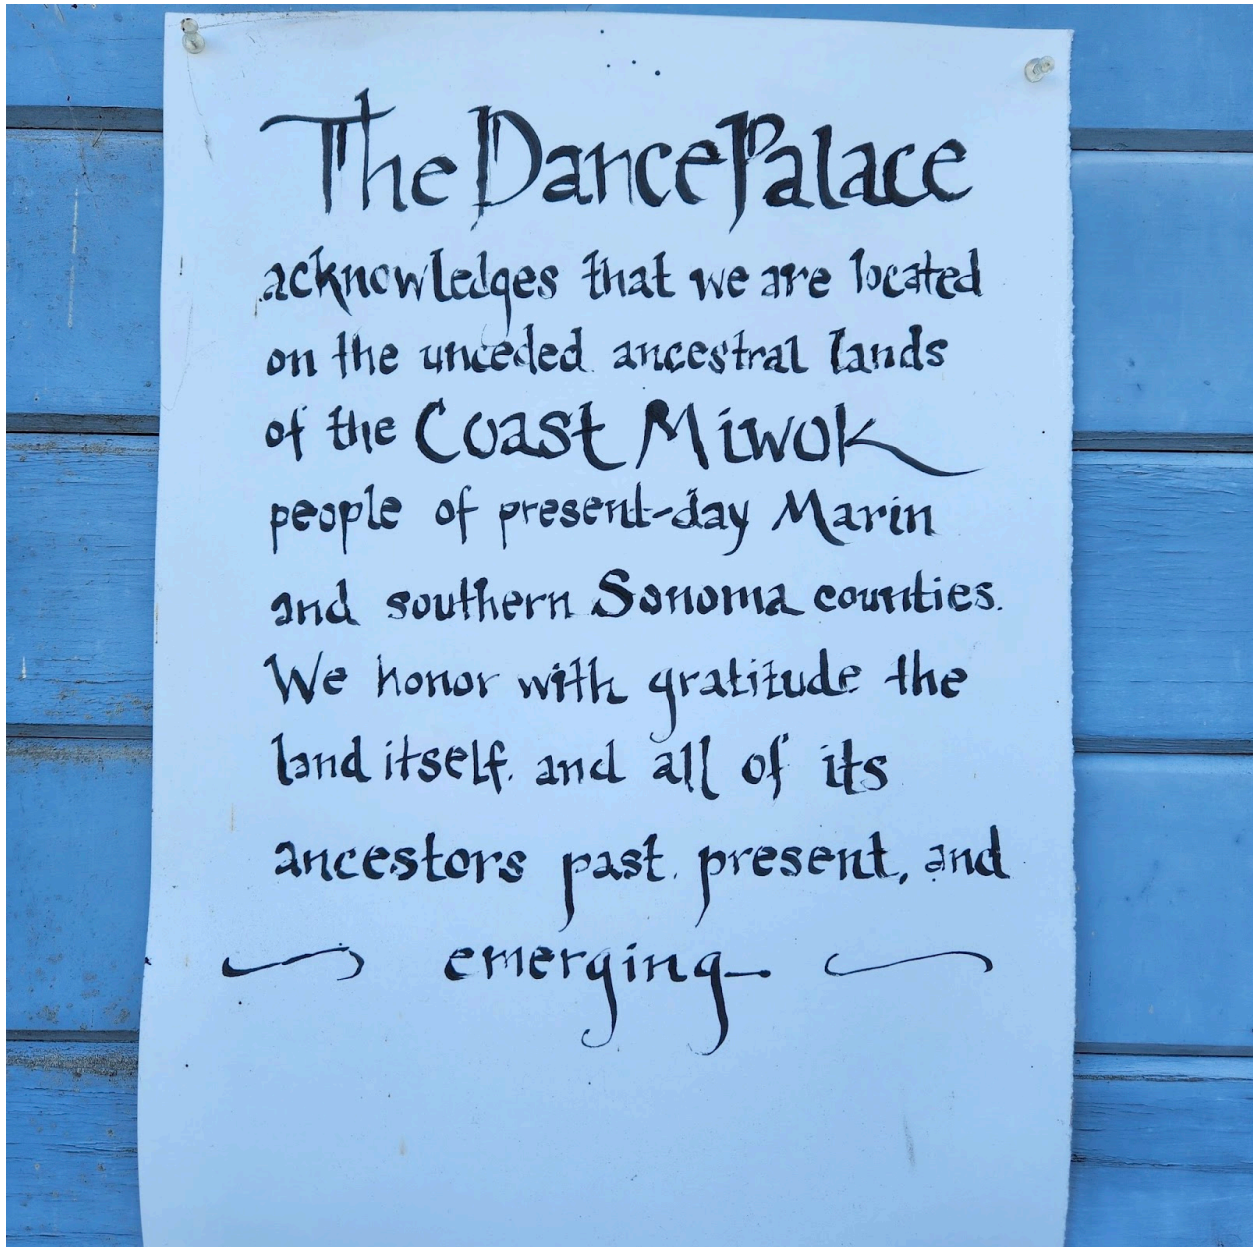 The Dance Palace
acknowledges that we are located
on the unceded ancestral lands
of the Coast Miwok
people of present-day Marin
and southern Sonoma counties.
We honor with gratitude the
land itself, and all of its
ancestors past, present, and
emerging